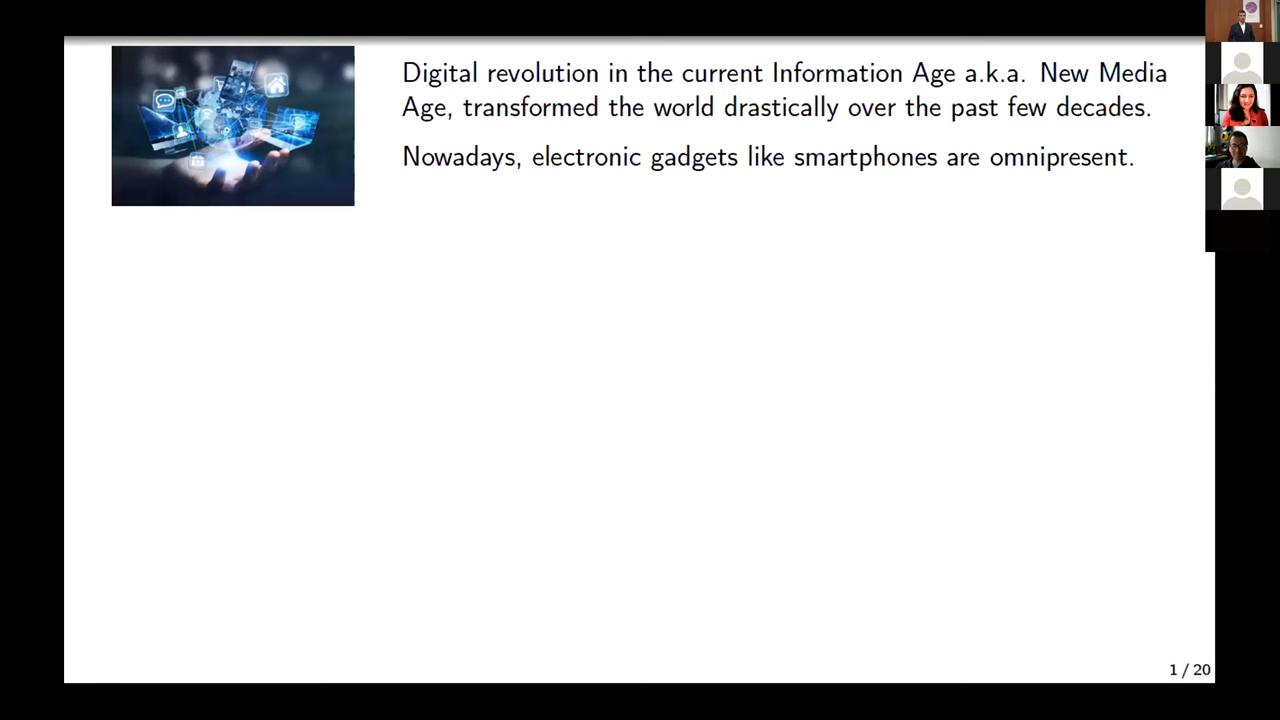 Digital revolution in the current Information Age a.k.a. New Media
Age, transformed the world drastically over the past few decades.
Nowadays, electronic gadgets like smartphones are omnipresent.
1 / 20